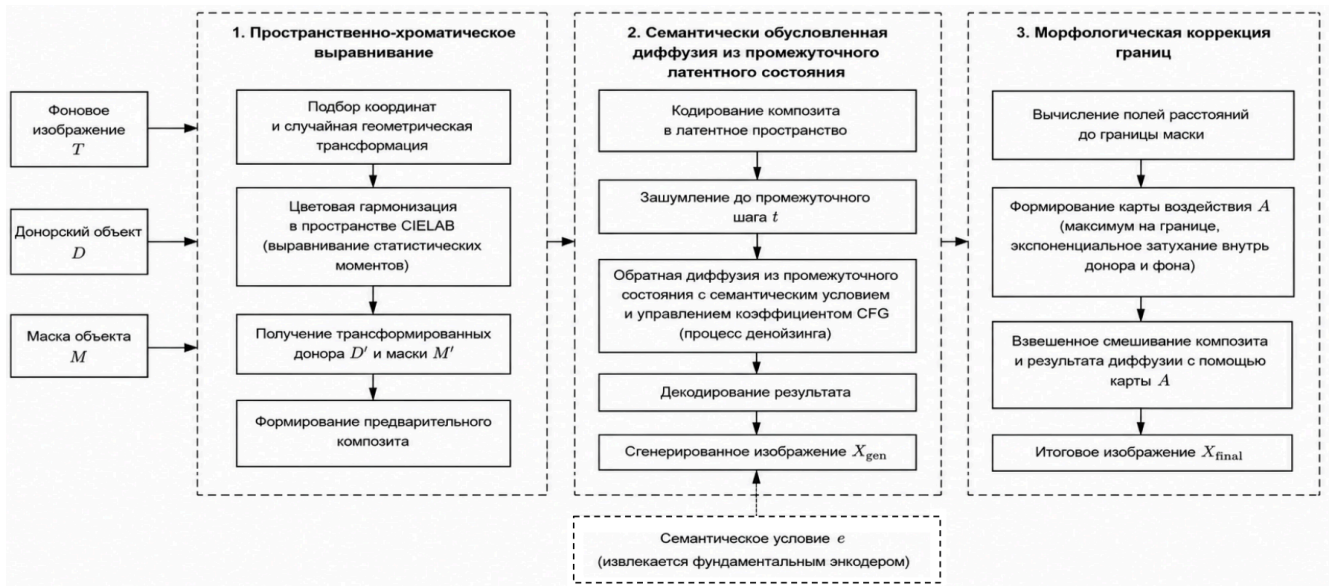 Фоновое
изображение
T
Донорский объект
D
Маска объекта
M
1. Пространственно-хроматическое
выравнивание
Подбор координат
и случайная геометрическая
трансформация
Цветовая гармонизация
в пространстве CIELAB
(выравнивание статистических
моментов)
Получение трансформированных
донора D′ и маски M′
Формирование предварительного
композита
2. Семантически обусловленная
диффузия из промежуточного
латентного состояния
Кодирование композита
в латентное пространство
Зашумление до промежуточного
шага t
Обратная диффузия из промежуточного
состояния с семантическим условием
и управлением коэффициентом CFG
(процесс денойзинга)
Декодирование результата
Сгенерированное изображение X_gen
Семантическое условие e
(извлекается фундаментальным энкодером)
3. Морфологическая коррекция
границ
Вычисление полей расстояний
до границы маски
Формирование карты воздействия A
(максимум на границе,
экспоненциальное затухание внутрь
донора и фона)
Взвешенное смешивание композита
и результата диффузии с помощью
карты A
Итоговое изображение X_final